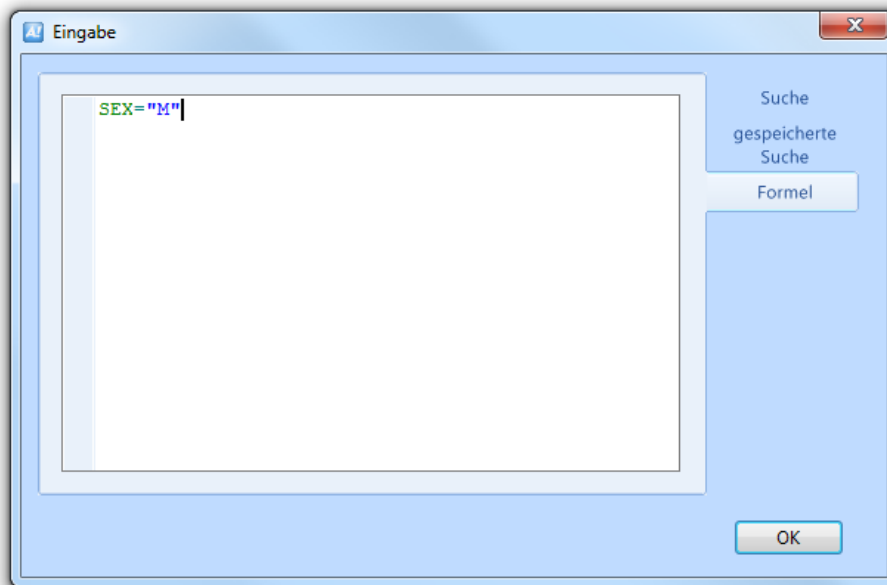 A!
Eingabe
SEX="M"
Suche
gespeicherte
Suche
Formel
OK